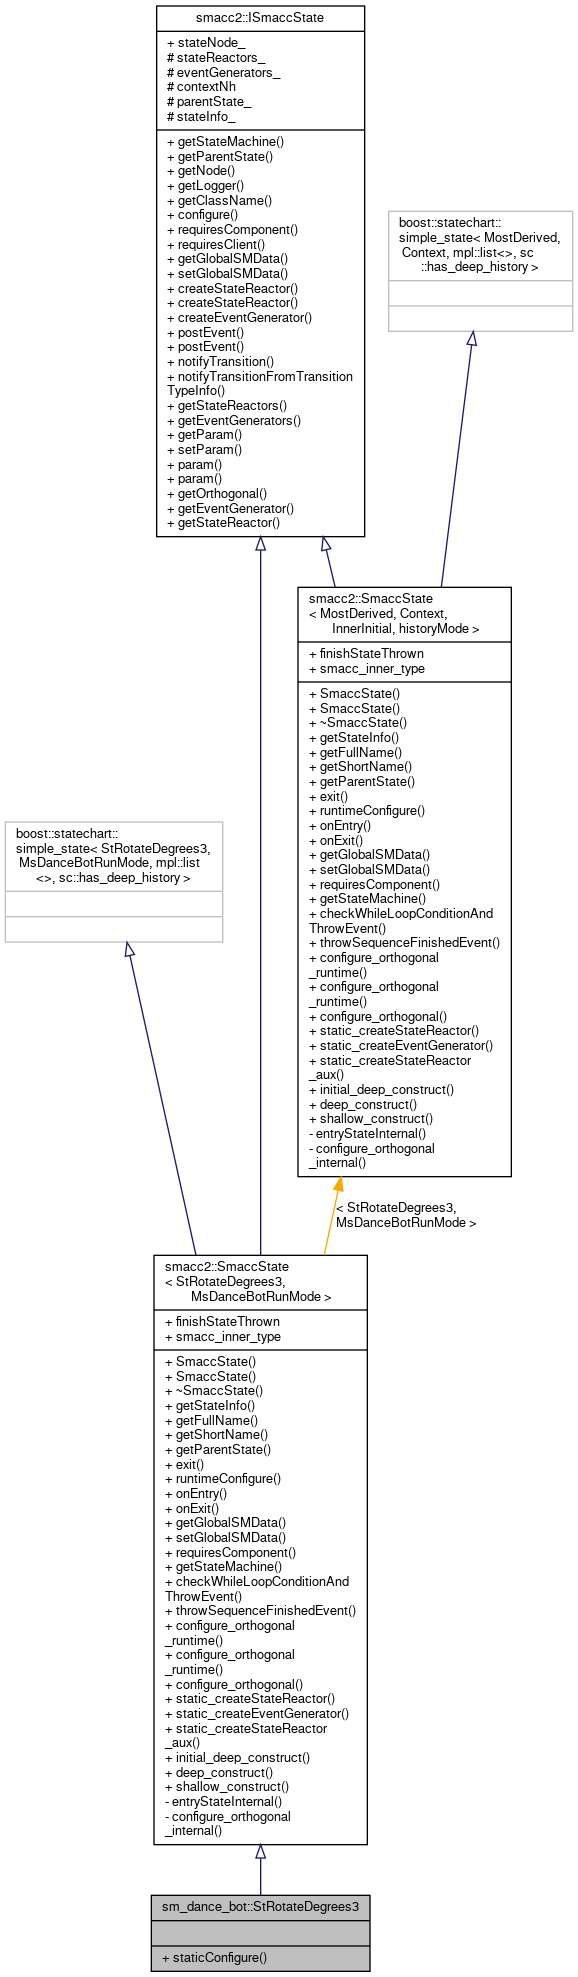 smacc2::ISmaccState
+ stateNode_
# stateReactors_
# eventGenerators_
# contextNh
# parentState_
# stateInfo_
+ getStateMachine()
+ getParentState()
+ getNode()
+ getLogger()
+ getClassName()
+ configure()
+ requiresComponent()
+ requiresClient()
+ getGlobalSMData()
+ setGlobalSMData()
+ createStateReactor()
+ createStateReactor()
+ createEventGenerator()
+ postEvent()
+ postEvent()
+ notifyTransition()
+ notifyTransitionFromTransition
TypeInfo()
+ getStateReactors()
+ getEventGenerators()
+ getParam()
+ setParam()
+ param()
+ param()
+ getOrthogonal()
+ getEventGenerator()
+ getStateReactor()
boost::statechart::
simple_state< MostDerived,
Context, mpl::list<>, sc
::has_deep_history >
smacc2::SmaccState
< MostDerived, Context,
InnerInitial, historyMode >
+ finishStateThrown
+ smacc_inner_type
+ SmaccState()
+ SmaccState()
+ ~SmaccState()
+ getStateInfo()
+ getFullName()
+ getShortName()
+ getParentState()
+ exit()
+ runtimeConfigure()
+ onEntry()
+ onExit()
+ getGlobalSMData()
+ setGlobalSMData()
+ requiresComponent()
+ getStateMachine()
+ checkWhileLoopConditionAnd
ThrowEvent()
+ throwSequenceFinishedEvent()
+ configure_orthogonal
_runtime()
+ configure_orthogonal
_runtime()
+ configure_orthogonal()
+ static_createStateReactor()
+ static_createEventGenerator()
+ static_createStateReactor
_aux()
+ initial_deep_construct()
+ deep_construct()
+ shallow_construct()
- entryStateInternal()
- configure_orthogonal
_internal()
boost::statechart::
simple_state< StRotateDegrees3,
MsDanceBotRunMode, mpl::list
<>, sc::has_deep_history >
< StRotateDegrees3,
MsDanceBotRunMode >
smacc2::SmaccState
< StRotateDegrees3,
MsDanceBotRunMode >
+ finishStateThrown
+ smacc_inner_type
+ SmaccState()
+ SmaccState()
+ ~SmaccState()
+ getStateInfo()
+ getFullName()
+ getShortName()
+ getParentState()
+ exit()
+ runtimeConfigure()
+ onEntry()
+ onExit()
+ getGlobalSMData()
+ setGlobalSMData()
+ requiresComponent()
+ getStateMachine()
+ checkWhileLoopConditionAnd
ThrowEvent()
+ throwSequenceFinishedEvent()
+ configure_orthogonal
_runtime()
+ configure_orthogonal
_runtime()
+ configure_orthogonal()
+ static_createStateReactor()
+ static_createEventGenerator()
+ static_createStateReactor
_aux()
+ initial_deep_construct()
+ deep_construct()
+ shallow_construct()
- entryStateInternal()
- configure_orthogonal
_internal()
sm_dance_bot::StRotateDegrees3
+ staticConfigure()